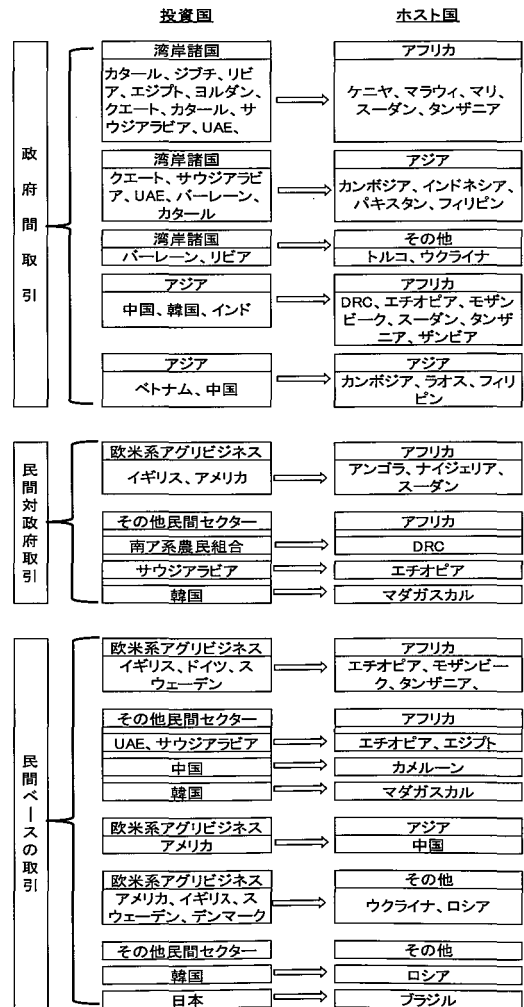 投資国
ホスト国
政府間取引
湾岸諸国
カタール、ジブチ、リビ
ア、エジプト、ヨルダン、
クエート、カタール、サ
ウジアラビア、UAE、
アフリカ
ケニヤ、マラウィ、マリ、
スーダン、タンザニア
湾岸諸国
クエート、サウジアラビ
ア、UAE、バーレーン、
カタール
アジア
カンボジア、インドネシア、
パキスタン、フィリピン
湾岸諸国
バーレーン、リビア
その他
トルコ、ウクライナ
アジア
中国、韓国、インド
アフリカ
DRC、エチオピア、モザン
ビーク、スーダン、タンザ
ニア、ザンビア
アジア
ベトナム、中国
アジア
カンボジア、ラオス、フィリ
ピン
民間対政府取引
欧米系アグリビジネス
イギリス、アメリカ
アフリカ
アンゴラ、ナイジェリア、
スーダン
その他民間セクター
アフリカ
南ア系農民組合
DRC
サウジアラビア
エチオピア
韓国
マダガスカル
民間ベースの取引
欧米系アグリビジネス
イギリス、ドイツ、ス
ウェーデン
アフリカ
エチオピア、モザンビー
ク、タンザニア、
その他民間セクター
アフリカ
UAE、サウジアラビア
エチオピア、エジプト
中国
カメルーン
韓国
マダガスカル
欧米系アグリビジネス
アメリカ
アジア
中国
欧米系アグリビジネス
アメリカ、イギリス、ス
ウェーデン、デンマーク
その他
ウクライナ、ロシア
その他民間セクター
その他
韓国
ロシア
日本
ブラジル